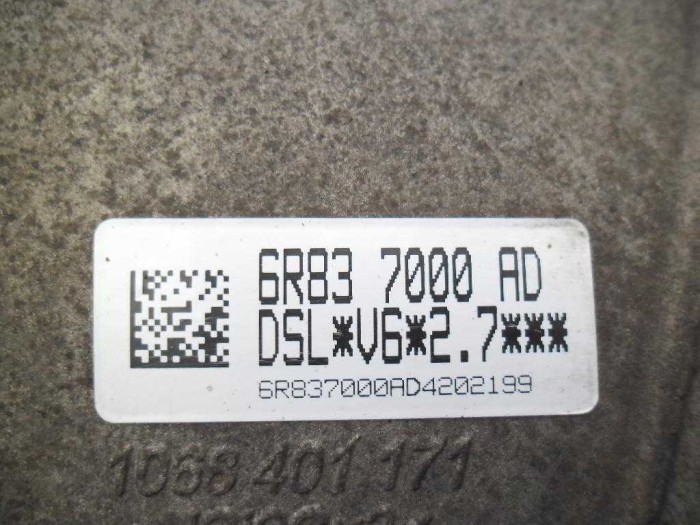 6R83 7000 AD
DSL*V6*2.7***
6R837000AD4202199
1068 401 171